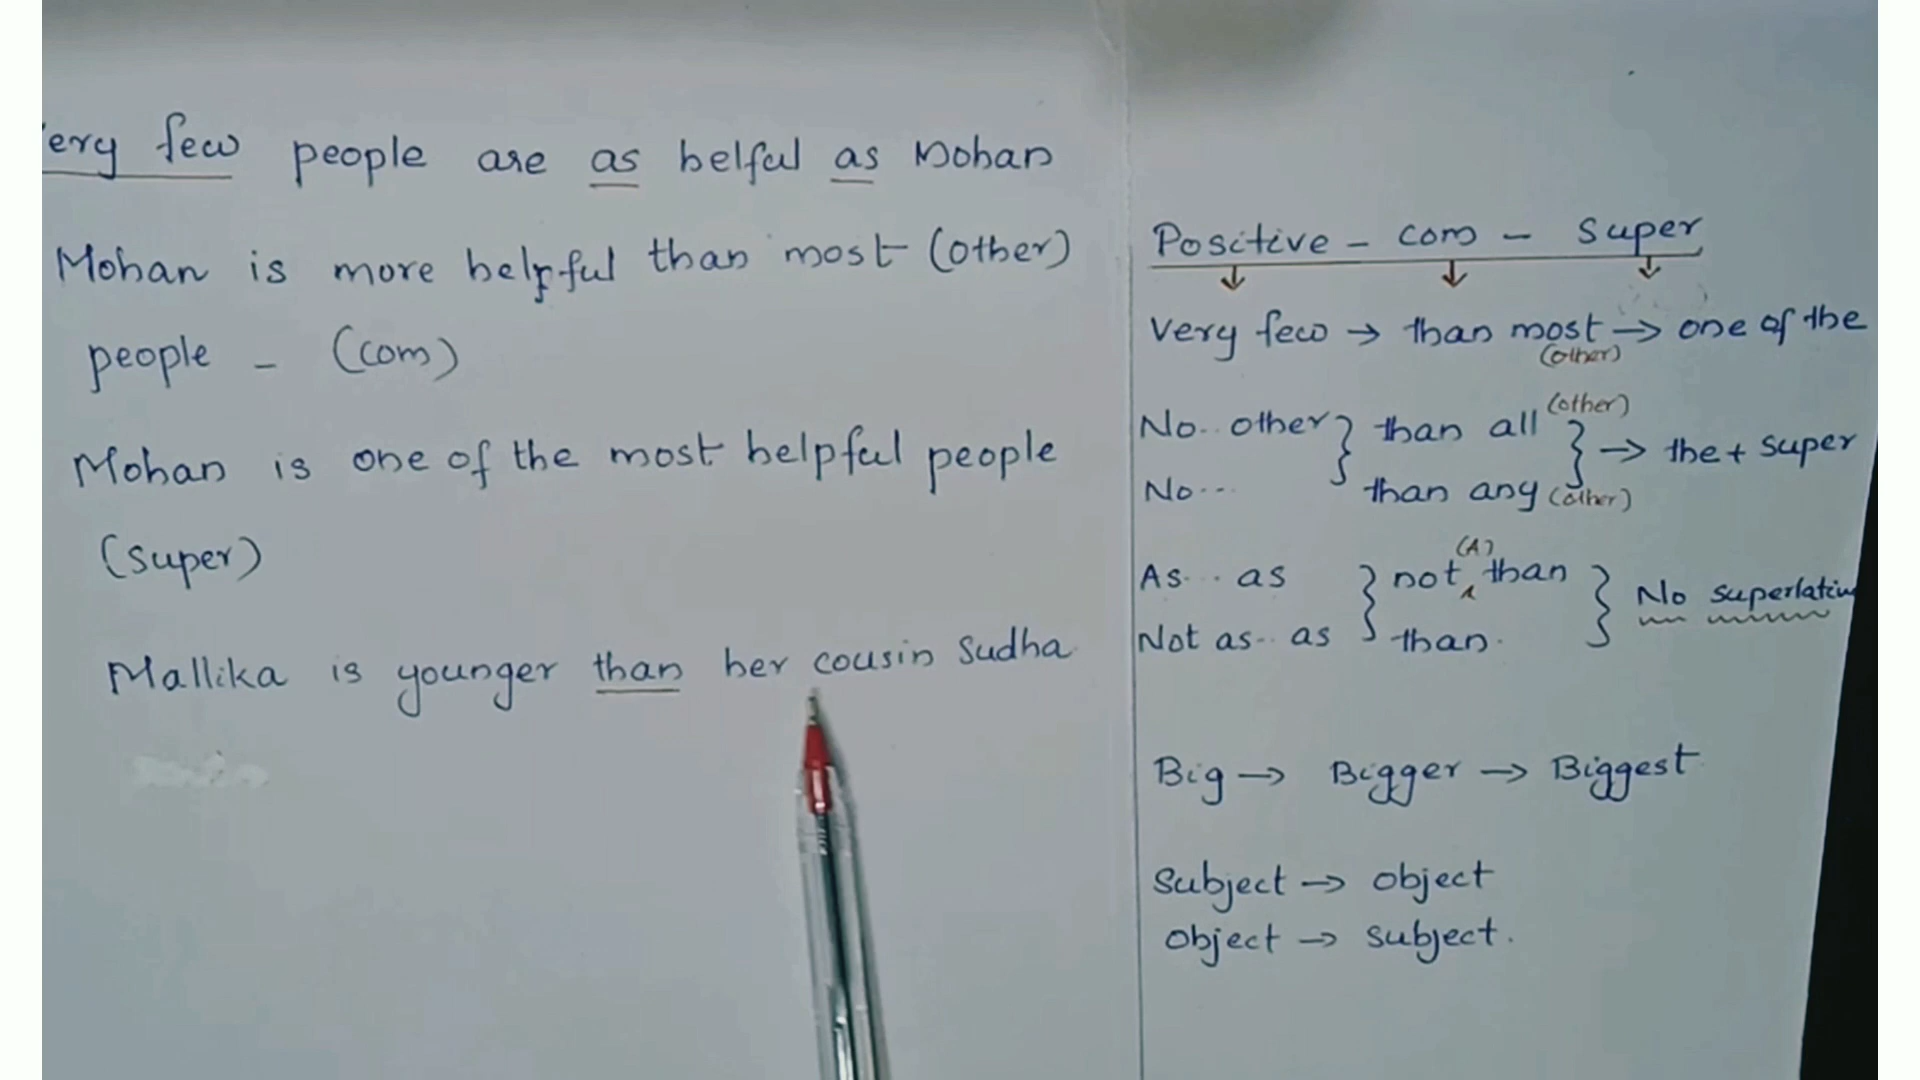 ery few people are as helful as Mohan
Mohan is more helpful than most (other)
people - (com)
Mohan is one of the most helpful people
(super)
Mallika is younger than her cousin Sudha.
Positive - com - super
Very few → than most → one of the
(other)
No.. other } than all (other) } → the + super
No... than any (other)
As... as } not (A) than } No superlative
Not as.. as than.
Big → Bigger → Biggest
Subject → object
object → subject.